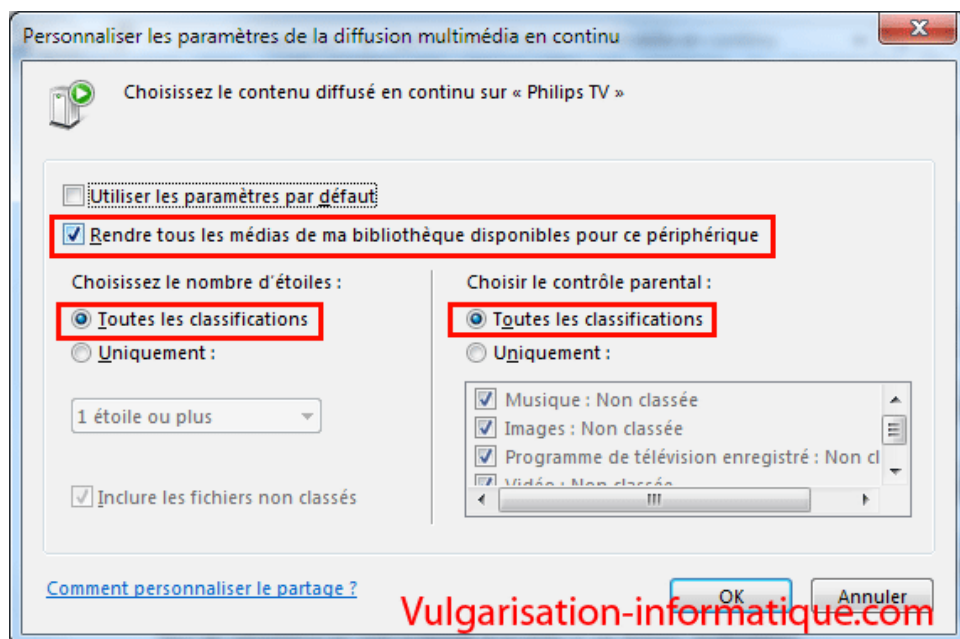 Personnaliser les paramètres de la diffusion multimédia en continu
Choisissez le contenu diffusé en continu sur « Philips TV »
Utiliser les paramètres par défaut
Rendre tous les médias de ma bibliothèque disponibles pour ce périphérique
Choisissez le nombre d'étoiles :
Toutes les classifications
Uniquement :
1 étoile ou plus
Inclure les fichiers non classés
Choisir le contrôle parental :
Toutes les classifications
Uniquement :
Musique : Non classée
Images : Non classée
Programme de télévision enregistré : Non cl
Vidéo : Non classée
Comment personnaliser le partage ?
OK
Annuler
Vulgarisation-informatique.com